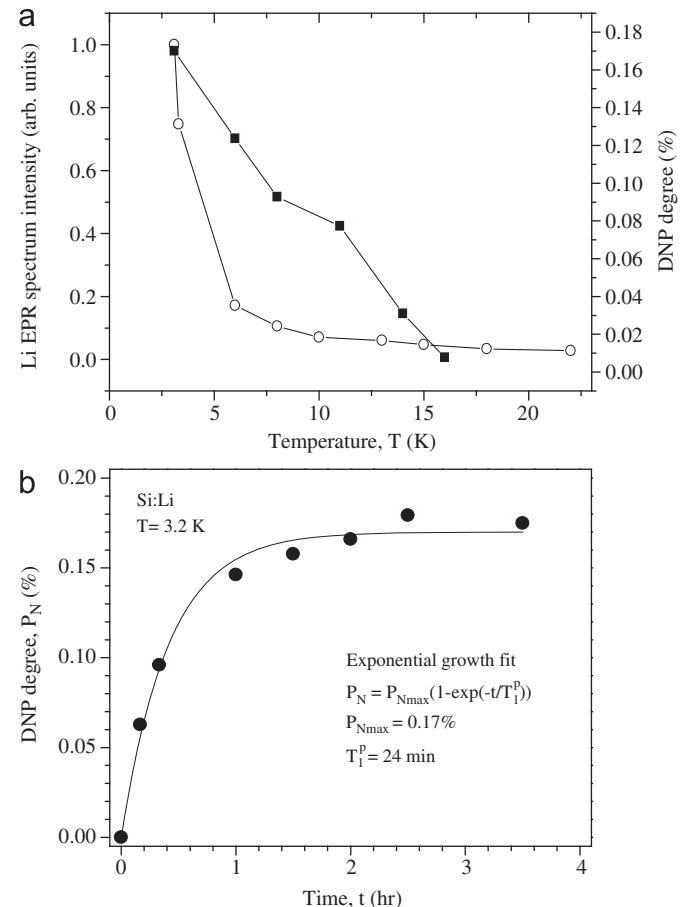 a
Li EPR spectrum intensity (arb. units)
1.0
0.8
0.6
0.4
0.2
0.0
0.18
0.16
0.14
0.12
0.10
0.08
0.06
0.04
0.02
0.00
DNP degree (%)
0 5 10 15 20
Temperature, T (K)
b
DNP degree, P_N (%)
0.20
0.15
0.10
0.05
0.00
Si:Li
T= 3.2 K
Exponential growth fit
P_N = P_Nmax(1-exp(-t/T_1^p))
P_Nmax = 0.17%
T_1^p = 24 min
0 1 2 3 4
Time, t (hr)